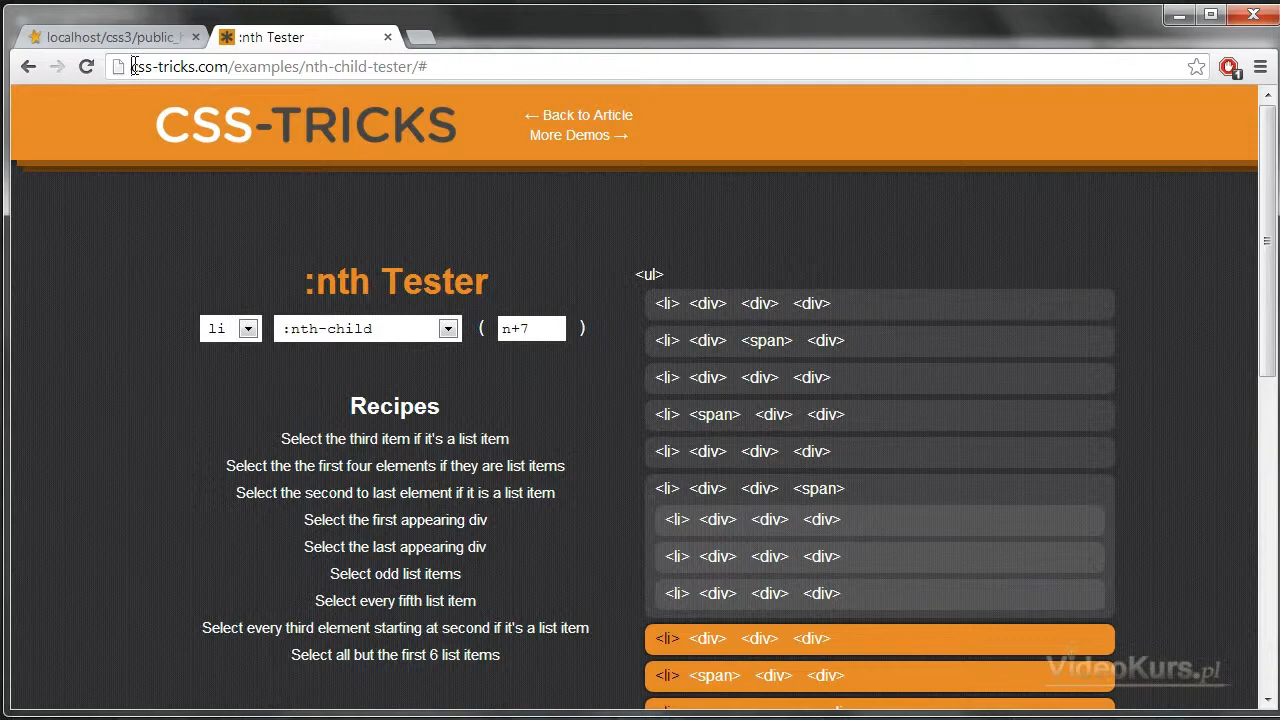 localhost/css3/public_
:nth Tester
css-tricks.com/examples/nth-child-tester/#
1
CSS-TRICKS
← Back to Article
More Demos →
:nth Tester
li :nth-child ( n+7 )
Recipes
Select the third item if it's a list item
Select the the first four elements if they are list items
Select the second to last element if it is a list item
Select the first appearing div
Select the last appearing div
Select odd list items
Select every fifth list item
Select every third element starting at second if it's a list item
Select all but the first 6 list items
<ul>
<li> <div> <div> <div>
<li> <div> <span> <div>
<li> <div> <div> <div>
<li> <span> <div> <div>
<li> <div> <div> <div>
<li> <div> <div> <span>
<li> <div> <div> <div>
<li> <div> <div> <div>
<li> <div> <div> <div>
<li> <div> <div> <div>
<li> <span> <div> <div>
VideoKurs.pl